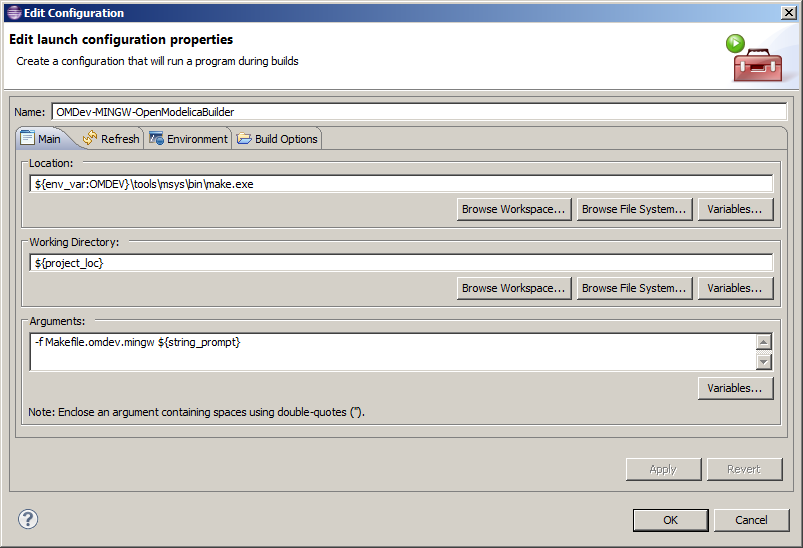 Edit Configuration
Edit launch configuration properties
Create a configuration that will run a program during builds
Name: OMDev-MINGW-OpenModelicaBuilder
Main Refresh Environment Build Options
Location:
${env_var:OMDEV}\tools\msys\bin\make.exe
Browse Workspace... Browse File System... Variables...
Working Directory:
${project_loc}
Browse Workspace... Browse File System... Variables...
Arguments:
-f Makefile.omdev.mingw ${string_prompt}
Variables...
Note: Enclose an argument containing spaces using double-quotes (").
Apply Revert
? OK Cancel